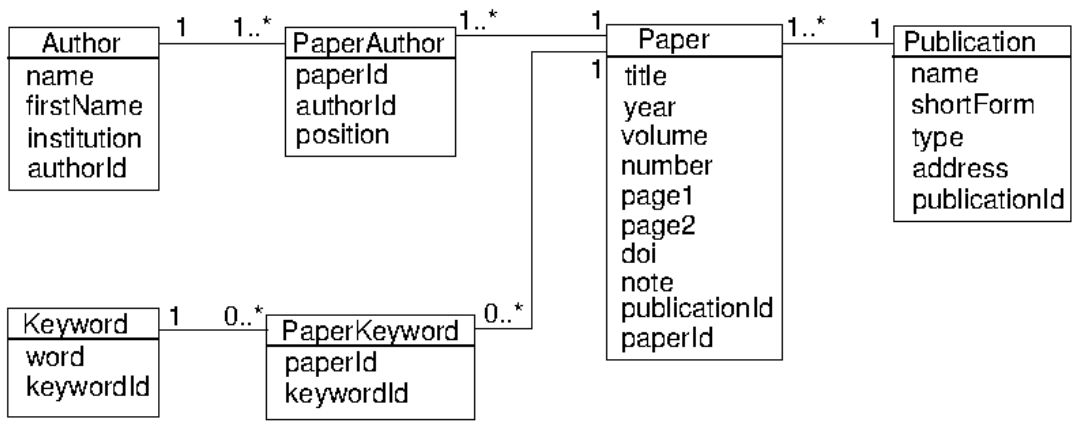 Author
name
firstName
institution
authorId
1
1..*
PaperAuthor
paperId
authorId
position
1..*
1
Paper
title
year
volume
number
page1
page2
doi
note
publicationId
paperId
1..*
1
Publication
name
shortForm
type
address
publicationId
Keyword
word
keywordId
1
0..*
PaperKeyword
paperId
keywordId
0..*
1